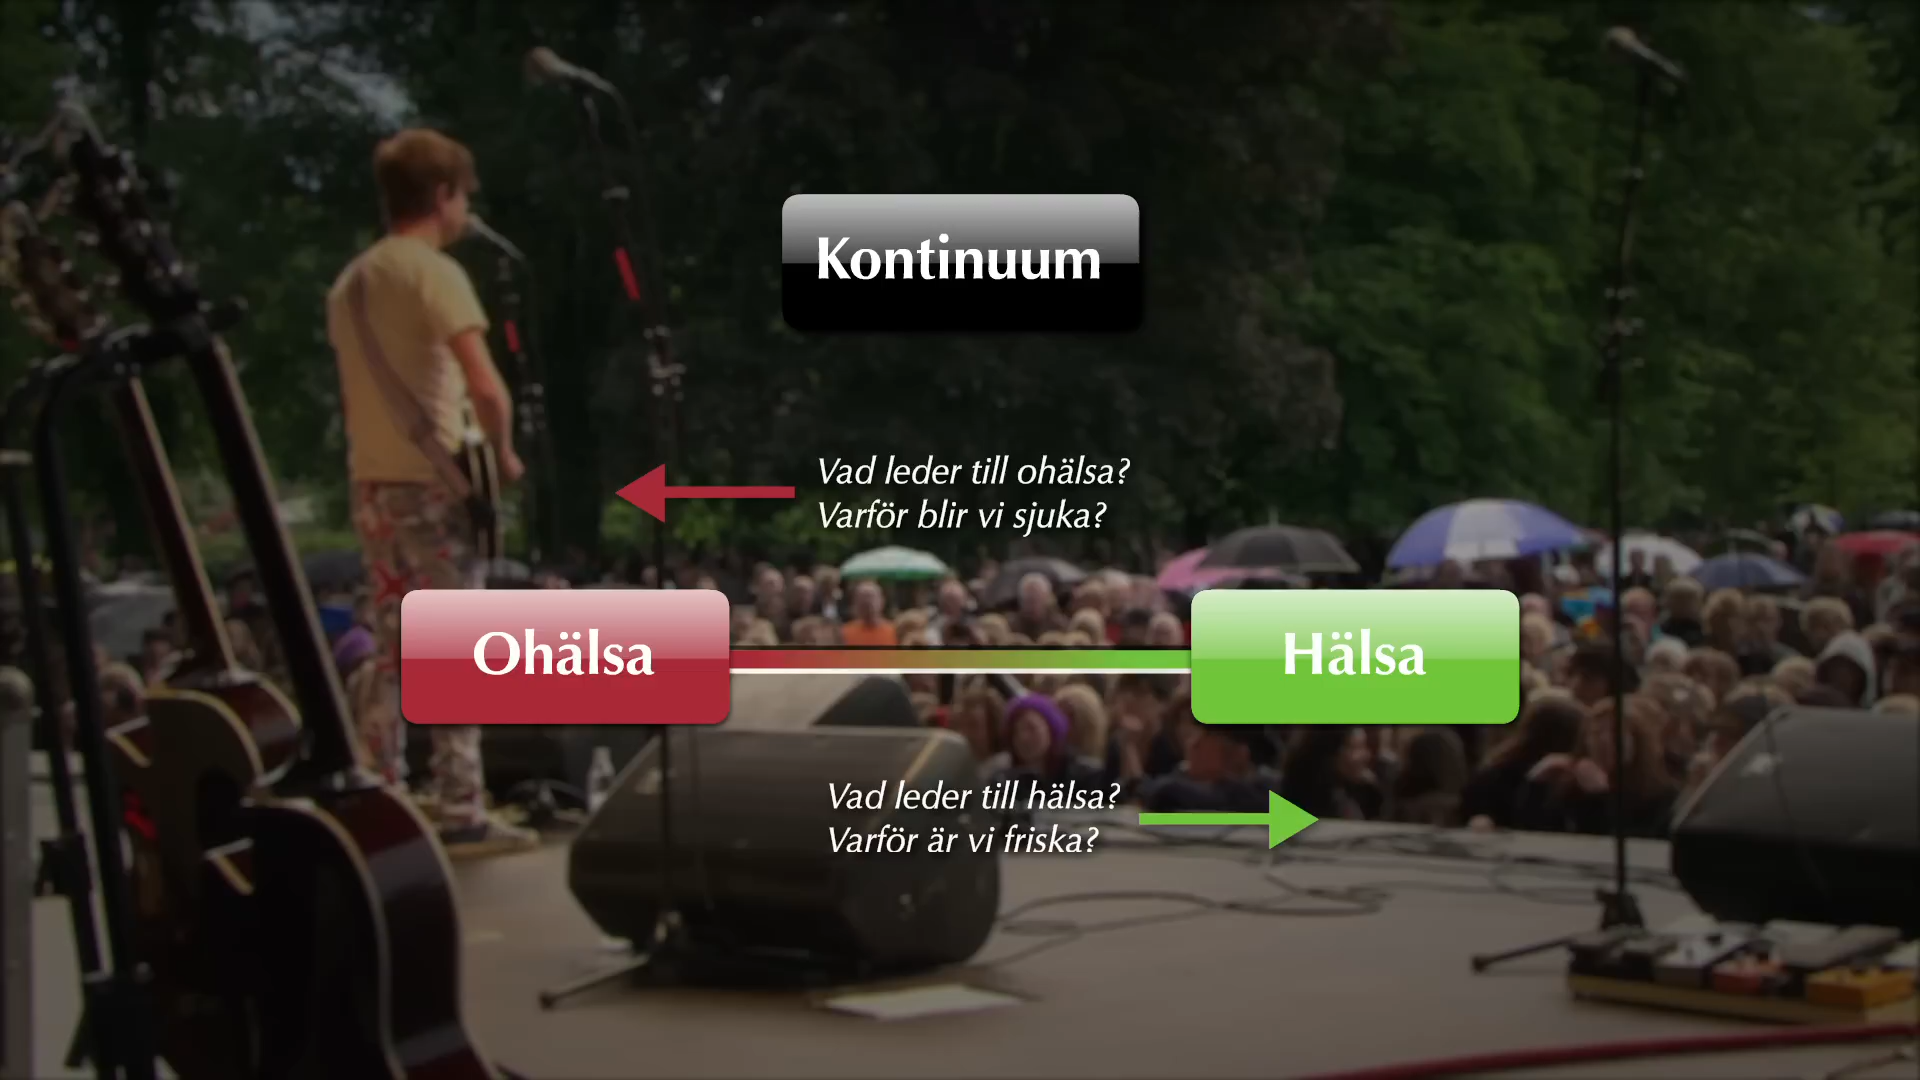 Kontinuum
Vad leder till ohälsa?
Varför blir vi sjuka?
Ohälsa
Hälsa
Vad leder till hälsa?
Varför är vi friska?